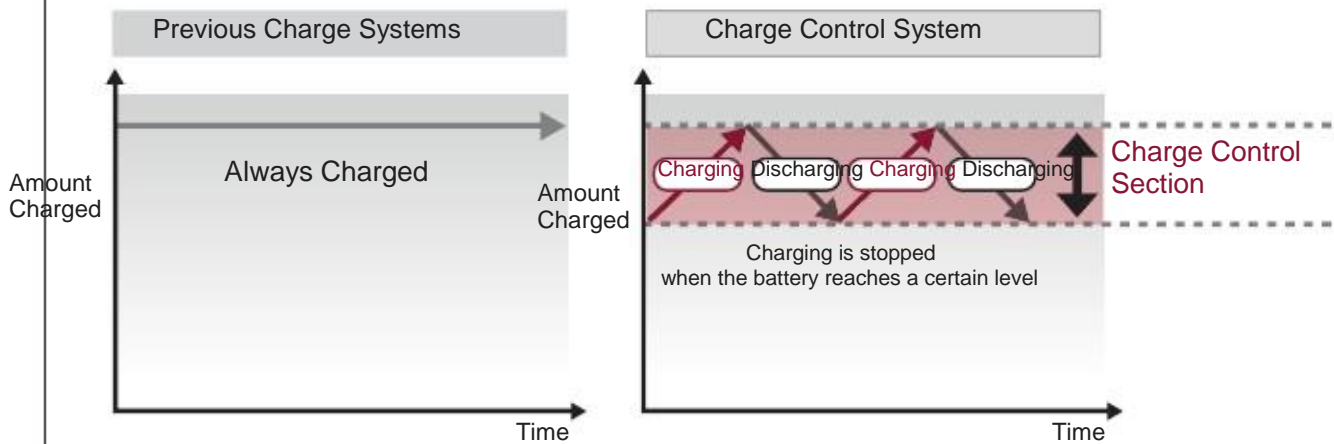 Previous Charge Systems
Always Charged
Amount
Charged
Time
Charge Control System
Charging Discharging Charging Discharging
Charge Control
Section
Amount
Charged
Charging is stopped
when the battery reaches a certain level
Time